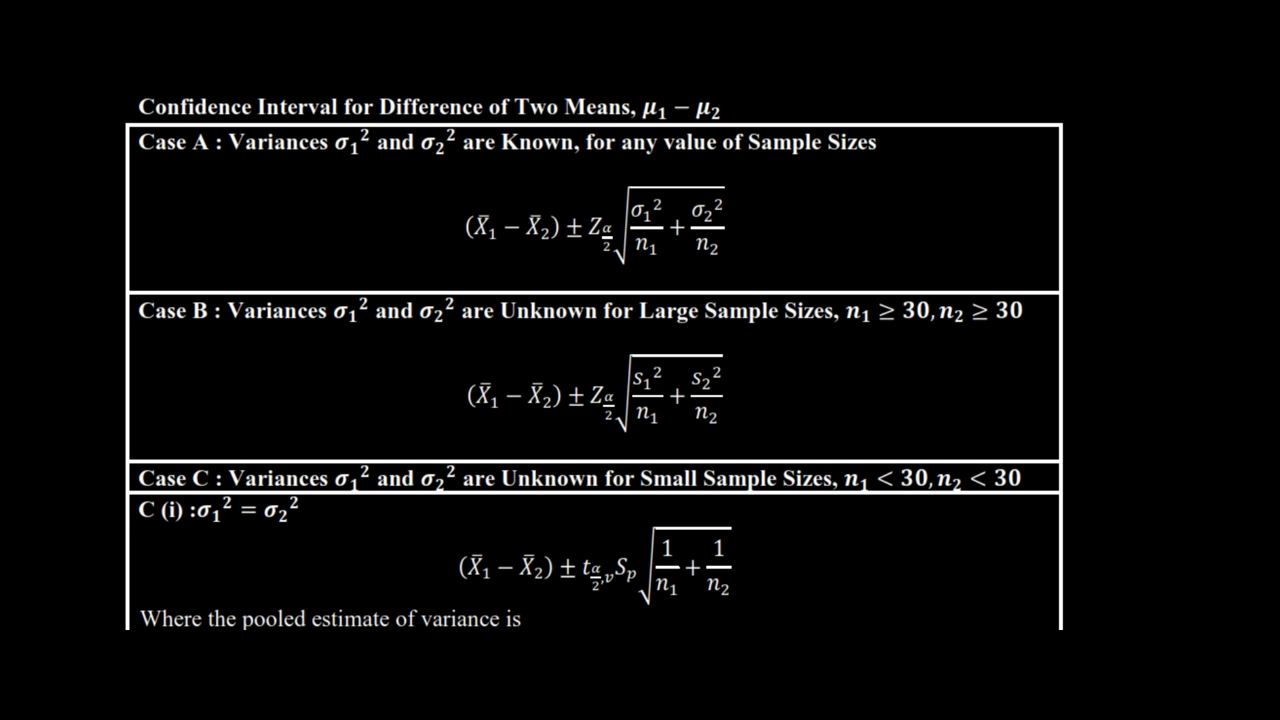 Confidence Interval for Difference of Two Means, μ₁ − μ₂
Case A : Variances σ₁² and σ₂² are Known, for any value of Sample Sizes
(X̄₁ − X̄₂) ± Z_{α/2} √(σ₁²/n₁ + σ₂²/n₂)
Case B : Variances σ₁² and σ₂² are Unknown for Large Sample Sizes, n₁ ≥ 30, n₂ ≥ 30
(X̄₁ − X̄₂) ± Z_{α/2} √(s₁²/n₁ + s₂²/n₂)
Case C : Variances σ₁² and σ₂² are Unknown for Small Sample Sizes, n₁ < 30, n₂ < 30
C (i) :σ₁² = σ₂²
(X̄₁ − X̄₂) ± t_{α/2,v} S_p √(1/n₁ + 1/n₂)
Where the pooled estimate of variance is